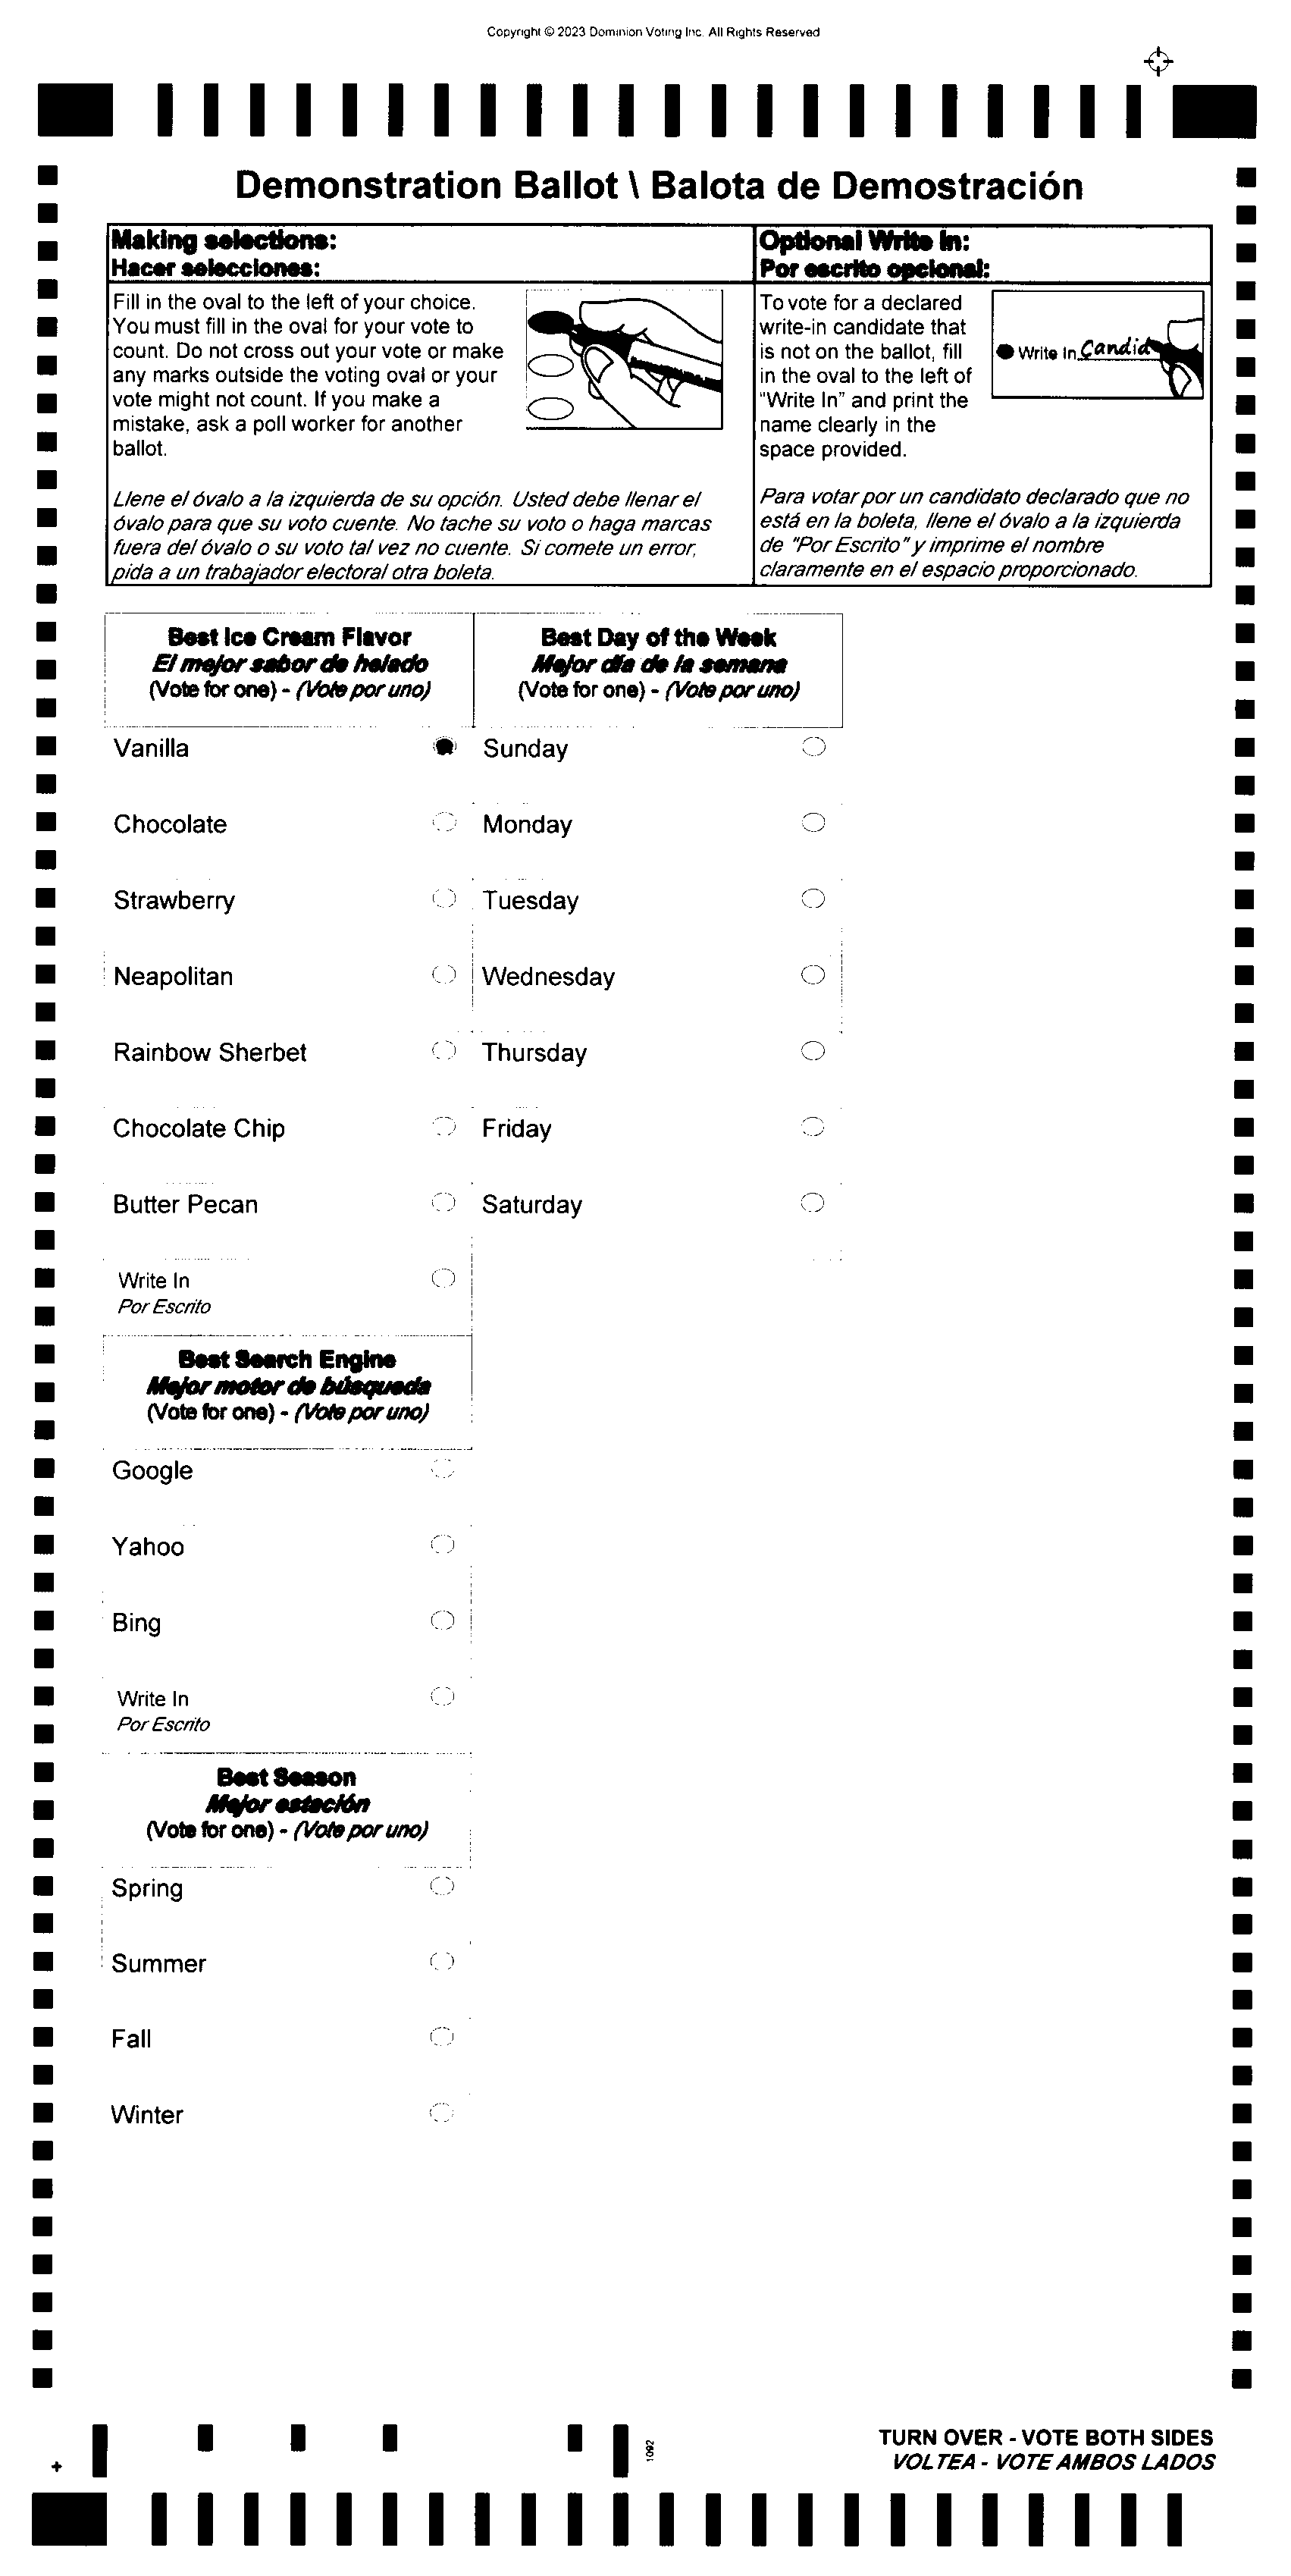 Copyright © 2023 Dominion Voting Inc. All Rights Reserved
Demonstration Ballot \ Balota de Demostración
Making selections:
Hacer selecciones:
Fill in the oval to the left of your choice.
You must fill in the oval for your vote to
count. Do not cross out your vote or make
any marks outside the voting oval or your
vote might not count. If you make a
mistake, ask a poll worker for another
ballot.
Llene el óvalo a la izquierda de su opción. Usted debe llenar el
óvalo para que su voto cuente. No tache su voto o haga marcas
fuera del óvalo o su voto tal vez no cuente. Si comete un error,
pida a un trabajador electoral otra boleta.
Optional Write In:
Por escrito opcional:
To vote for a declared
write-in candidate that
is not on the ballot, fill
in the oval to the left of
"Write In" and print the
name clearly in the
space provided.
Write In Candid
Para votar por un candidato declarado que no
está en la boleta, llene el óvalo a la izquierda
de "Por Escrito" y imprime el nombre
claramente en el espacio proporcionado.
Best Ice Cream Flavor
El mejor sabor de helado
(Vote for one) - (Vote por uno)
Vanilla
Chocolate
Strawberry
Neapolitan
Rainbow Sherbet
Chocolate Chip
Butter Pecan
Write In
Por Escrito
Best Search Engine
Mejor motor de búsqueda
(Vote for one) - (Vote por uno)
Google
Yahoo
Bing
Write In
Por Escrito
Best Season
Mejor estación
(Vote for one) - (Vote por uno)
Spring
Summer
Fall
Winter
Best Day of the Week
Mejor día de la semana
(Vote for one) - (Vote por uno)
Sunday
Monday
Tuesday
Wednesday
Thursday
Friday
Saturday
1092
TURN OVER - VOTE BOTH SIDES
VOLTEA - VOTE AMBOS LADOS